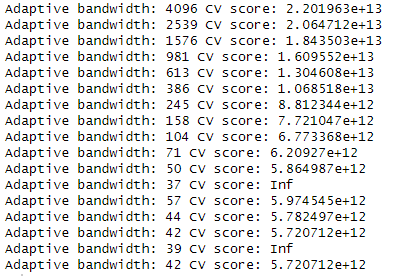 Adaptive bandwidth: 4096 CV score: 2.201963e+13
Adaptive bandwidth: 2539 CV score: 2.064712e+13
Adaptive bandwidth: 1576 CV score: 1.843503e+13
Adaptive bandwidth: 981 CV score: 1.609552e+13
Adaptive bandwidth: 613 CV score: 1.304608e+13
Adaptive bandwidth: 386 CV score: 1.068518e+13
Adaptive bandwidth: 245 CV score: 8.812344e+12
Adaptive bandwidth: 158 CV score: 7.721047e+12
Adaptive bandwidth: 104 CV score: 6.773368e+12
Adaptive bandwidth: 71 CV score: 6.20927e+12
Adaptive bandwidth: 50 CV score: 5.864987e+12
Adaptive bandwidth: 37 CV score: Inf
Adaptive bandwidth: 57 CV score: 5.974545e+12
Adaptive bandwidth: 44 CV score: 5.782497e+12
Adaptive bandwidth: 42 CV score: 5.720712e+12
Adaptive bandwidth: 39 CV score: Inf
Adaptive bandwidth: 42 CV score: 5.720712e+12